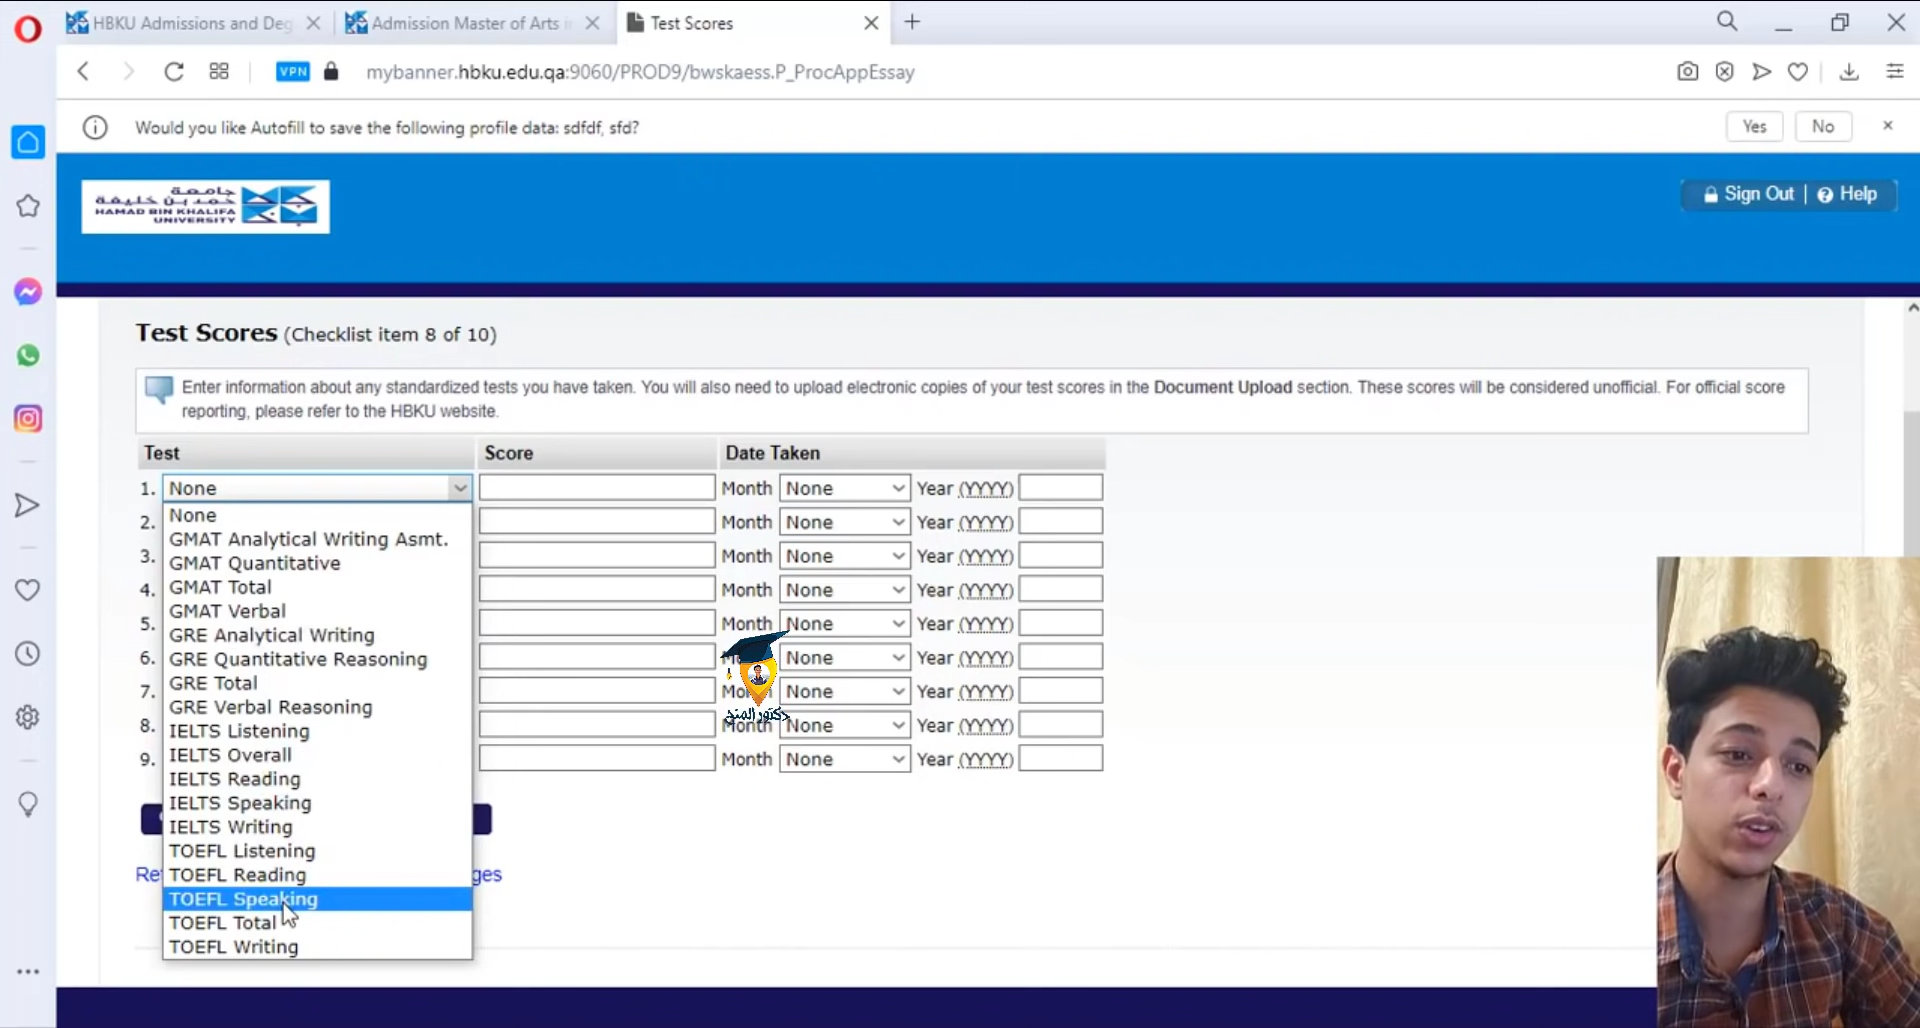 HBKU Admissions and Deg
Admission Master of Arts i
Test Scores
VPN
mybanner.hbku.edu.qa:9060/PROD9/bwskaess.P_ProcAppEssay
Would you like Autofill to save the following profile data: sdfdf, sfd?
Yes
No
جامعة
حمد بن خليفة
HAMAD BIN KHALIFA
UNIVERSITY
Sign Out | Help
Test Scores (Checklist item 8 of 10)
Enter information about any standardized tests you have taken. You will also need to upload electronic copies of your test scores in the Document Upload section. These scores will be considered unofficial. For official score
reporting, please refer to the HBKU website.
Test Score Date Taken
1. None Month None Year (YYYY)
2. Month None Year (YYYY)
3. Month None Year (YYYY)
4. Month None Year (YYYY)
5. Month None Year (YYYY)
6. None Year (YYYY)
7. Month None Year (YYYY)
8. Month None Year (YYYY)
9. Month None Year (YYYY)
None
GMAT Analytical Writing Asmt.
GMAT Quantitative
GMAT Total
GMAT Verbal
GRE Analytical Writing
GRE Quantitative Reasoning
GRE Total
GRE Verbal Reasoning
IELTS Listening
IELTS Overall
IELTS Reading
IELTS Speaking
IELTS Writing
TOEFL Listening
TOEFL Reading
TOEFL Speaking
TOEFL Total
TOEFL Writing
دكتور المنح